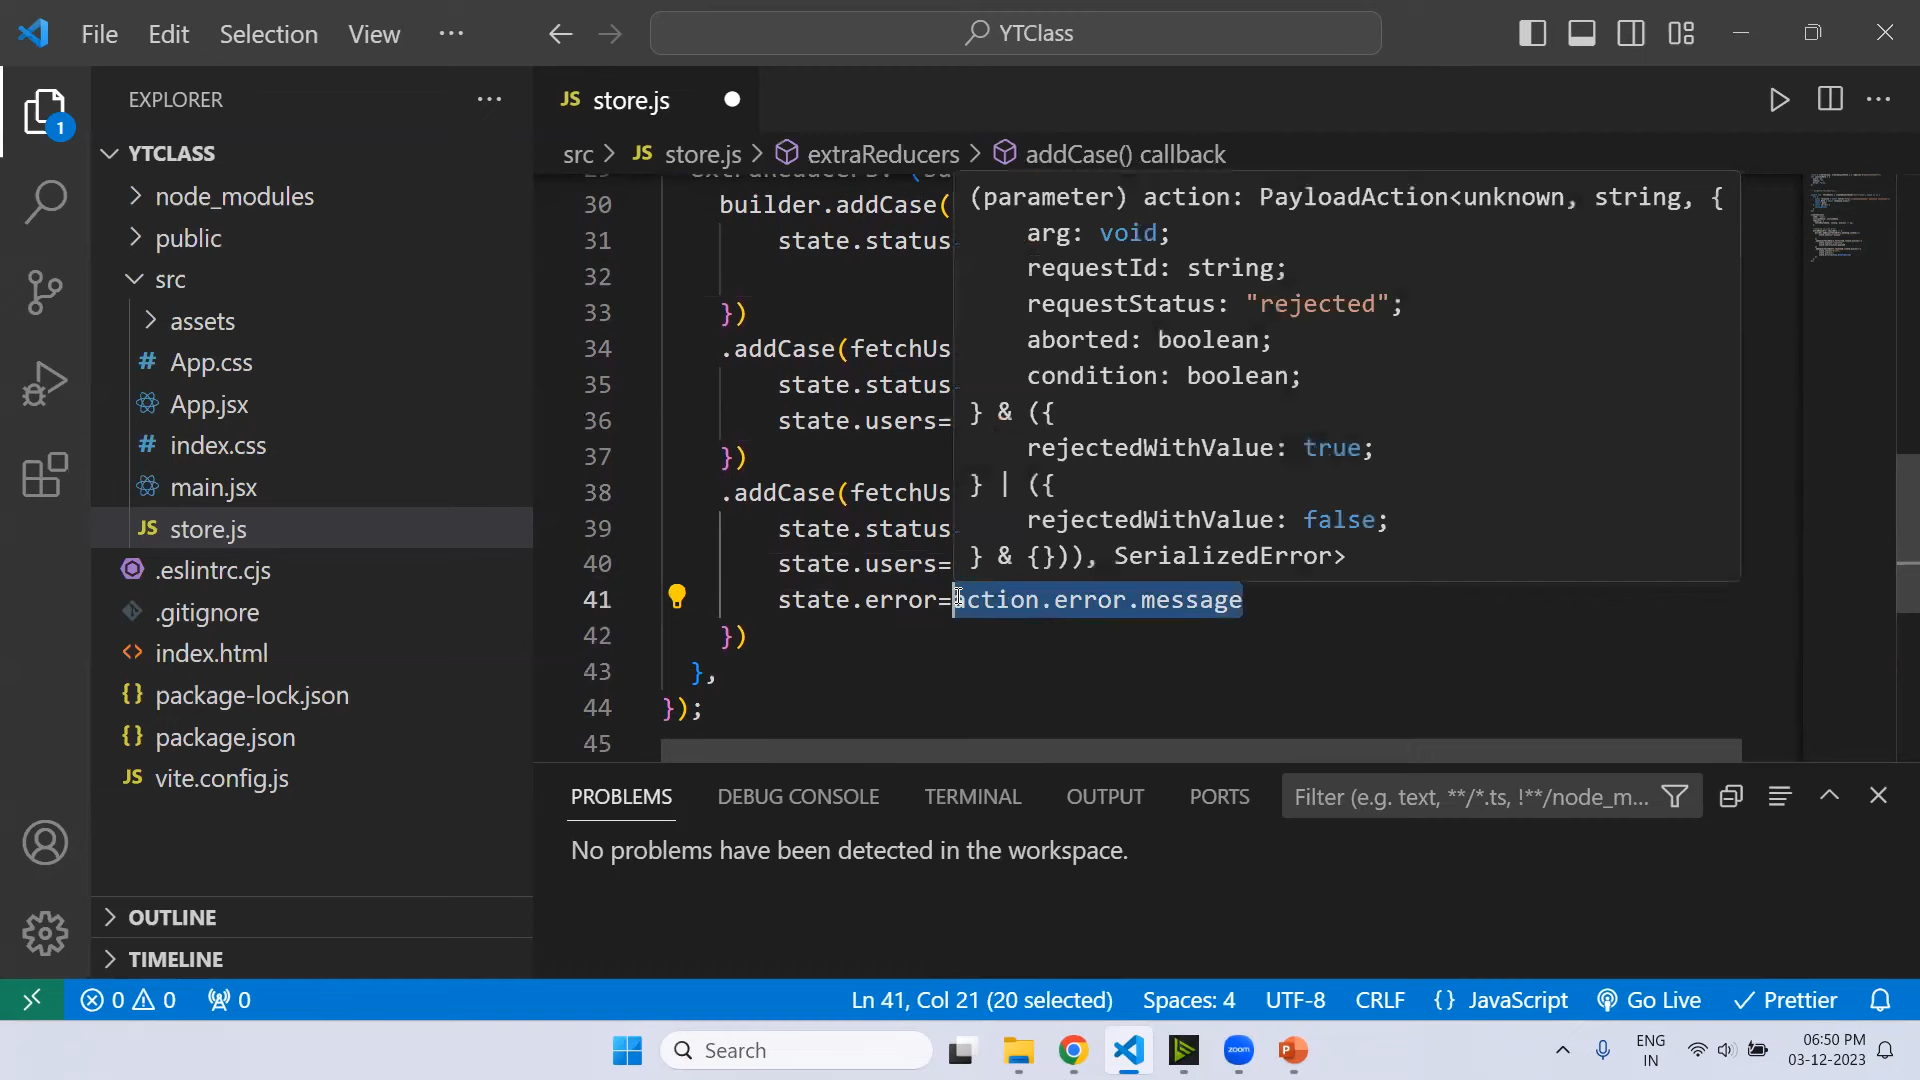 File Edit Selection View ...
YTClass
EXPLORER
1
YTCLASS
node_modules
public
src
assets
# App.css
App.jsx
# index.css
main.jsx
JS store.js
.eslintrc.cjs
.gitignore
<> index.html
{} package-lock.json
{} package.json
JS vite.config.js
OUTLINE
TIMELINE
JS store.js
src > JS store.js > extraReducers > addCase() callback
30 builder.addCase(
31 state.status
32
33 })
34 .addCase(fetchUs
35 state.status
36 state.users=
37 })
38 .addCase(fetchUs
39 state.status
40 state.users=
41 state.error=action.error.message
42 })
43 },
44 });
45
(parameter) action: PayloadAction<unknown, string, {
arg: void;
requestId: string;
requestStatus: "rejected";
aborted: boolean;
condition: boolean;
} & ({
rejectedWithValue: true;
} | ({
rejectedWithValue: false;
} & {})), SerializedError>
PROBLEMS DEBUG CONSOLE TERMINAL OUTPUT PORTS Filter (e.g. text, **/*.ts, !**/node_m...
No problems have been detected in the workspace.
0 0 0 Ln 41, Col 21 (20 selected) Spaces: 4 UTF-8 CRLF {} JavaScript Go Live Prettier
Search
zoom
P
ENG
IN
06:50 PM
03-12-2023